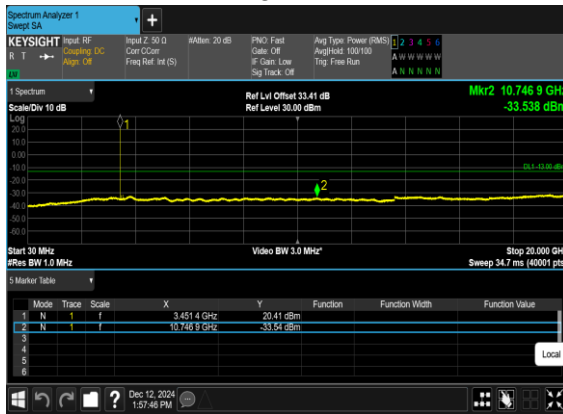 Spectrum Analyzer 1
Swept SA
+
KEYSIGHT Input: RF Input Z: 50 Ω #Atten: 20 dB PNO: Fast Avg Type: Power (RMS) 1 2 3 4 5 6
R T Coupling: DC Corr CCorr Gate: Off Avg|Hold: 100/100 A W W W W W
Align: Off Freq Ref: Int (S) IF Gain: Low Trig: Free Run
Sig Track: Off A N N N N N
1 Spectrum Ref Lvl Offset 33.41 dB Mkr2 10.746 9 GHz
Scale/Div 10 dB Ref Level 30.00 dBm -33.538 dBm
Log
20.0
10.0
0.00
-10.0
-20.0
-30.0
-40.0
-50.0
-60.0
1
2
DL1 -13.00 dBm
Start 30 MHz Video BW 3.0 MHz* Stop 20.000 GHz
#Res BW 1.0 MHz Sweep 34.7 ms (40001 pts)
5 Marker Table
Mode Trace Scale X Y Function Function Width Function Value
1 N 1 f 3.451 4 GHz 20.41 dBm
2 N 1 f 10.746 9 GHz -33.54 dBm
3
4
5
6
Local
? Dec 12, 2024
1:57:46 PM